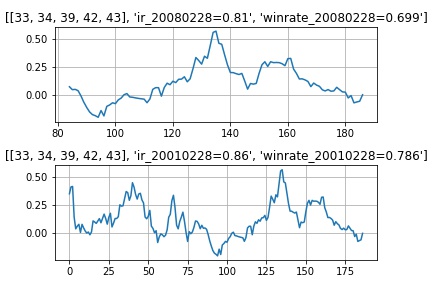 [[33, 34, 39, 42, 43], 'ir_20080228=0.81', 'winrate_20080228=0.699']
0.50
0.25
0.00
80 100 120 140 160 180
[[33, 34, 39, 42, 43], 'ir_20010228=0.86', 'winrate_20010228=0.786']
0.50
0.25
0.00
0 25 50 75 100 125 150 175